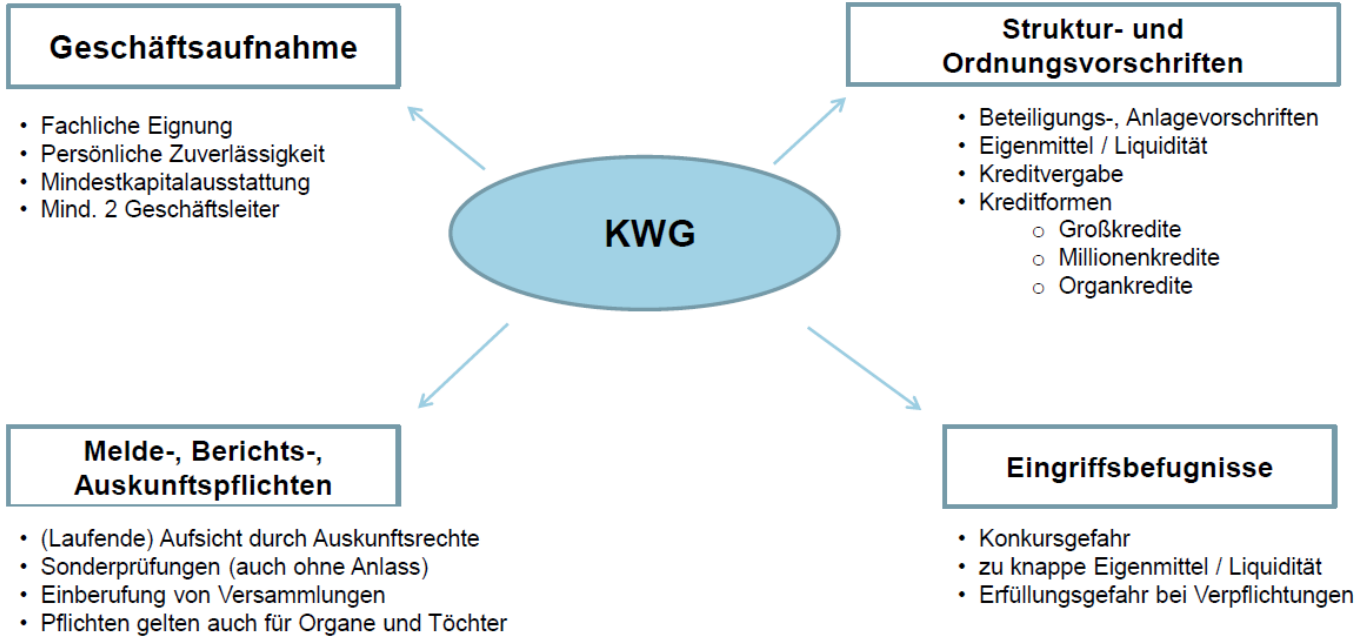 Geschäftsaufnahme
• Fachliche Eignung
• Persönliche Zuverlässigkeit
• Mindestkapitalausstattung
• Mind. 2 Geschäftsleiter
Struktur- und
Ordnungsvorschriften
• Beteiligungs-, Anlagevorschriften
• Eigenmittel / Liquidität
• Kreditvergabe
• Kreditformen
○ Großkredite
○ Millionenkredite
○ Organkredite
KWG
Melde-, Berichts-,
Auskunftspflichten
• (Laufende) Aufsicht durch Auskunftsrechte
• Sonderprüfungen (auch ohne Anlass)
• Einberufung von Versammlungen
• Pflichten gelten auch für Organe und Töchter
Eingriffsbefugnisse
• Konkursgefahr
• zu knappe Eigenmittel / Liquidität
• Erfüllungsgefahr bei Verpflichtungen